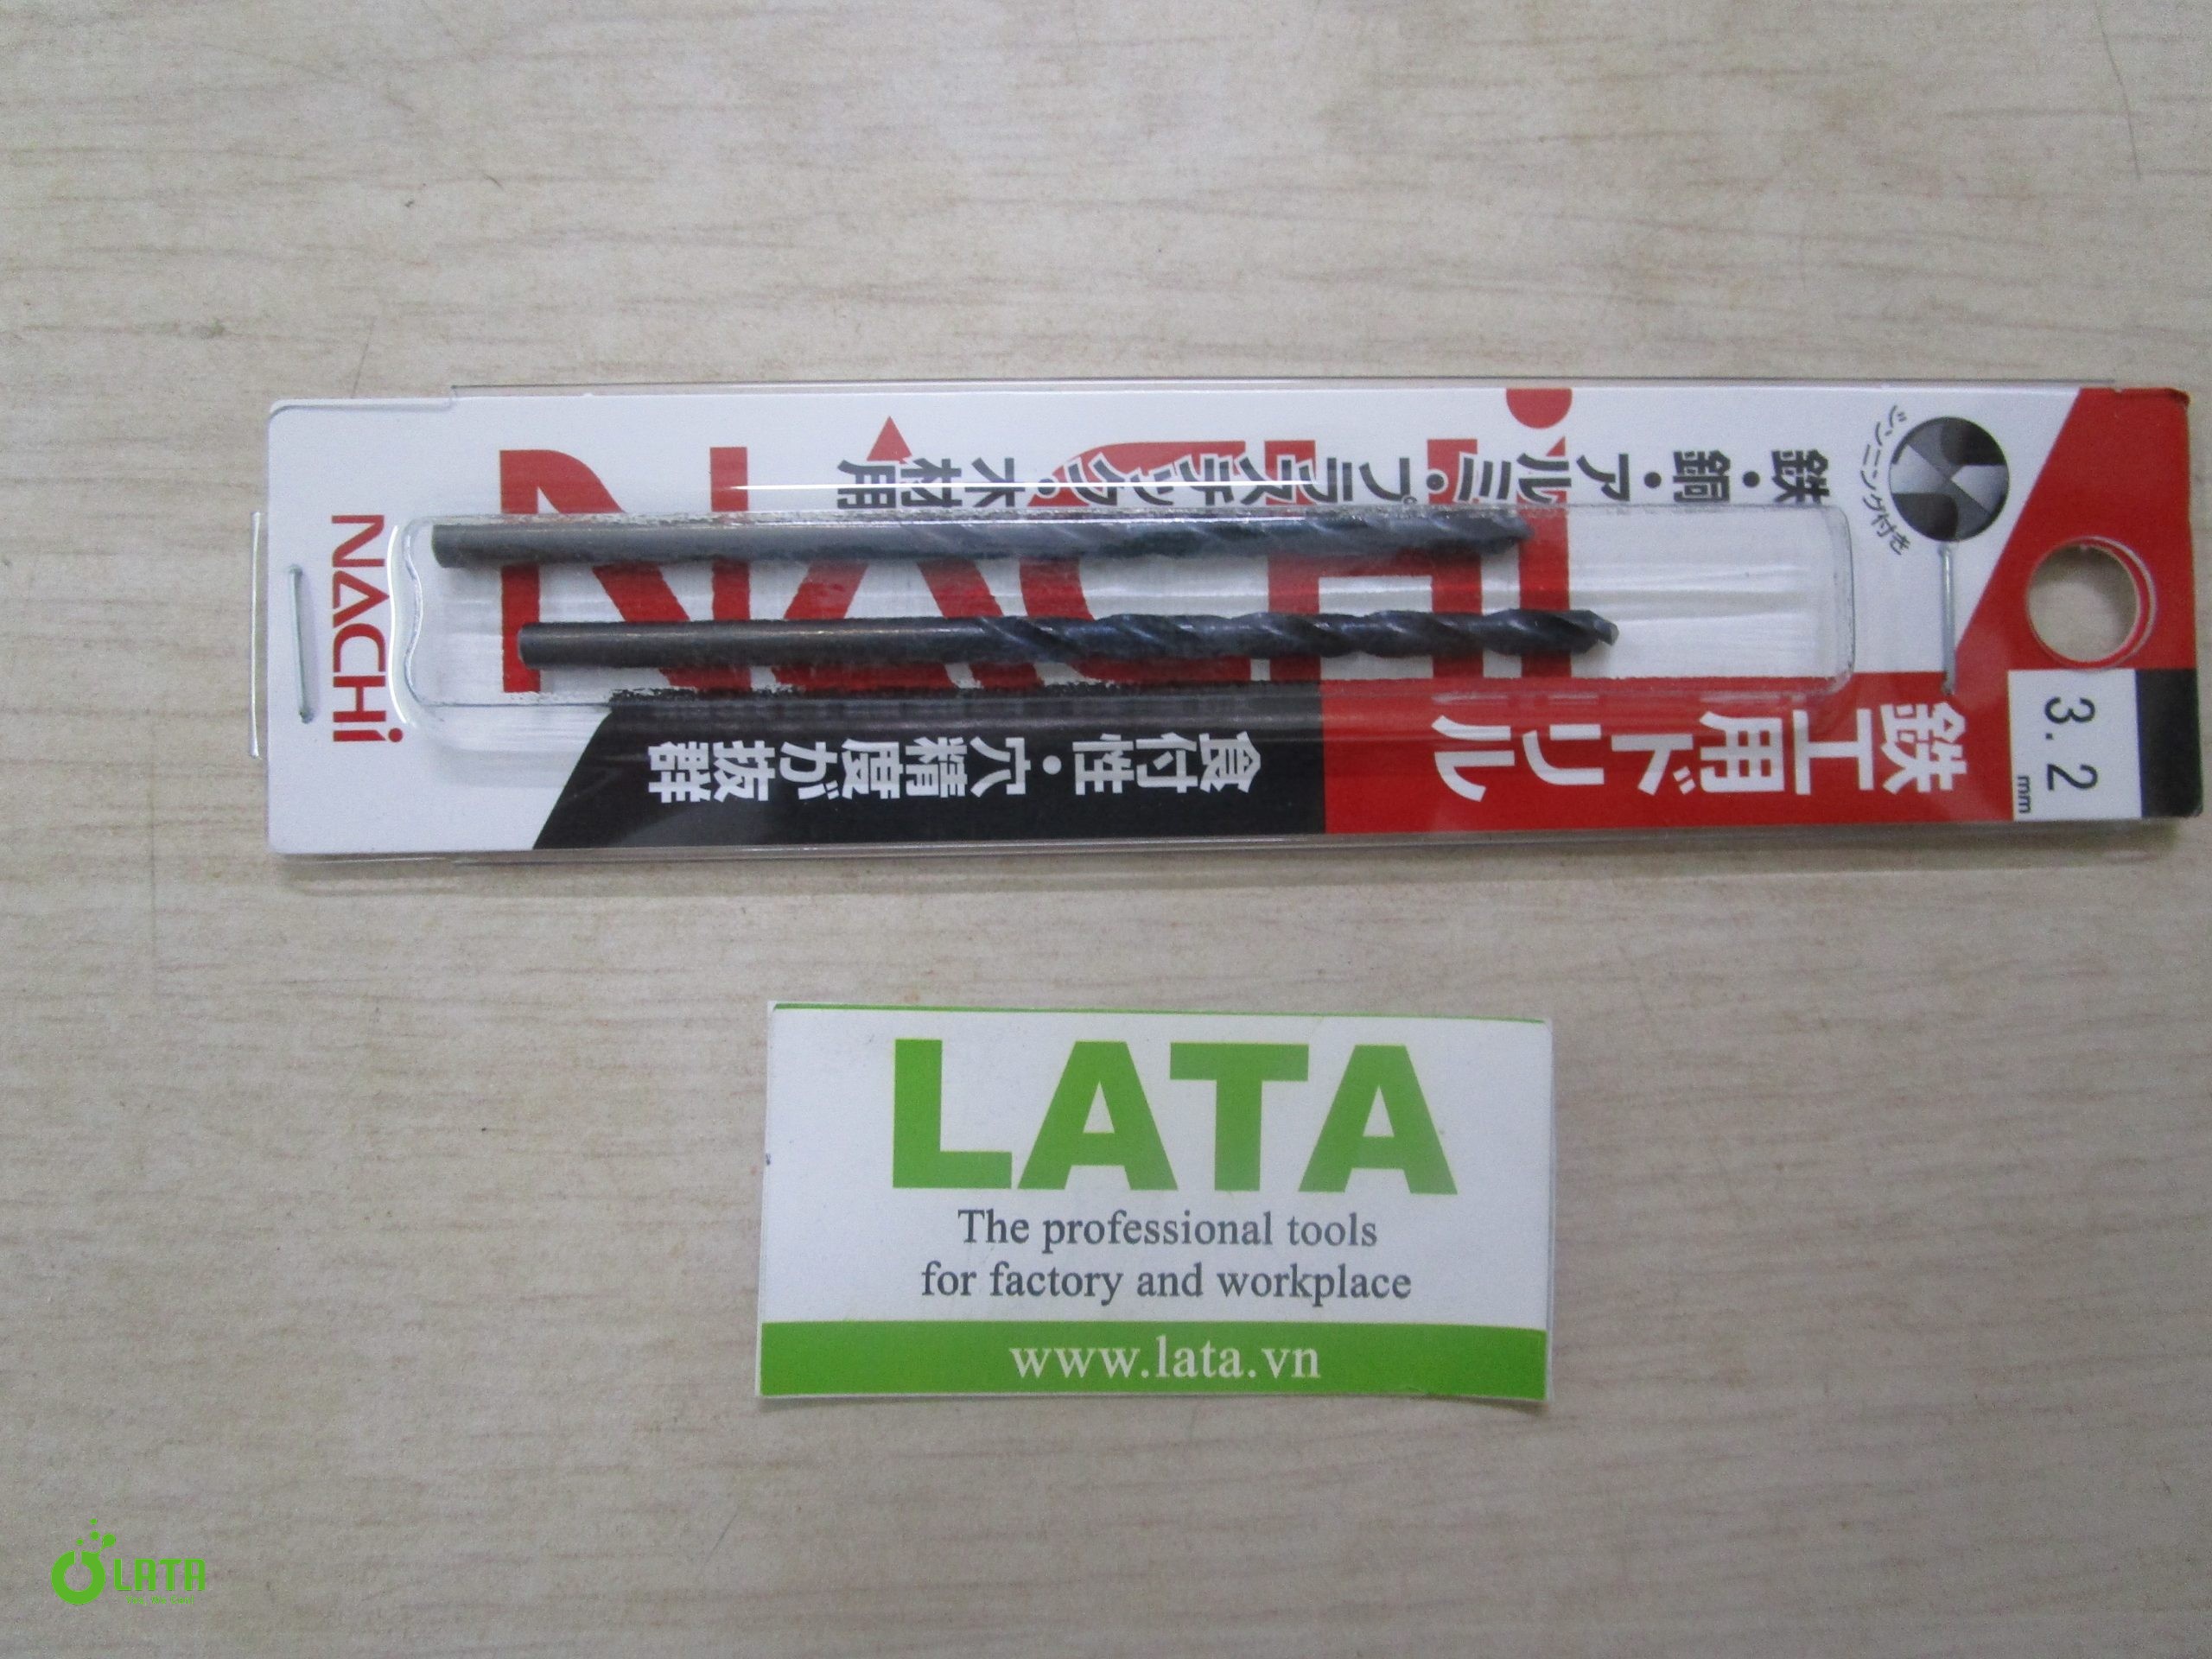 NACHi
NACHi
鉄・銅・アルミ・プラスチック・木材用
シンニング付き
鉄工用ドリル
食付性・穴精度が抜群
3.2
mm
LATA
The professional tools
for factory and workplace
www.lata.vn
LATA